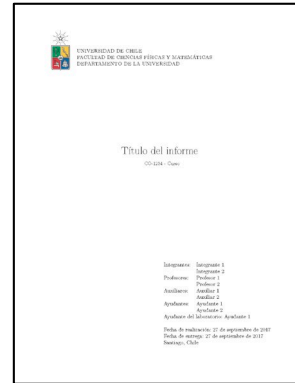 UNIVERSIDAD DE CHILE
FACULTAD DE CIENCIAS FÍSICAS Y MATEMÁTICAS
DEPARTAMENTO DE LA UNIVERSIDAD
Título del informe
CO-1234 - Curso
Integrantes: Integrante 1
Integrante 2
Profesores: Profesor 1
Profesor 2
Auxiliares: Auxiliar 1
Auxiliar 2
Ayudantes: Ayudante 1
Ayudante 2
Ayudante del laboratorio: Ayudante 1
Fecha de realización: 27 de septiembre de 2017
Fecha de entrega: 27 de septiembre de 2017
Santiago, Chile